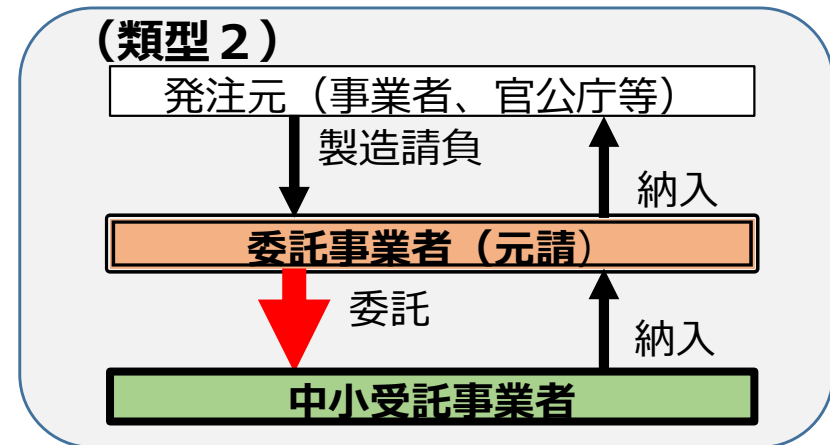 （類型２）
発注元（事業者、官公庁等）
製造請負
納入
委託事業者（元請）
委託
納入
中小受託事業者